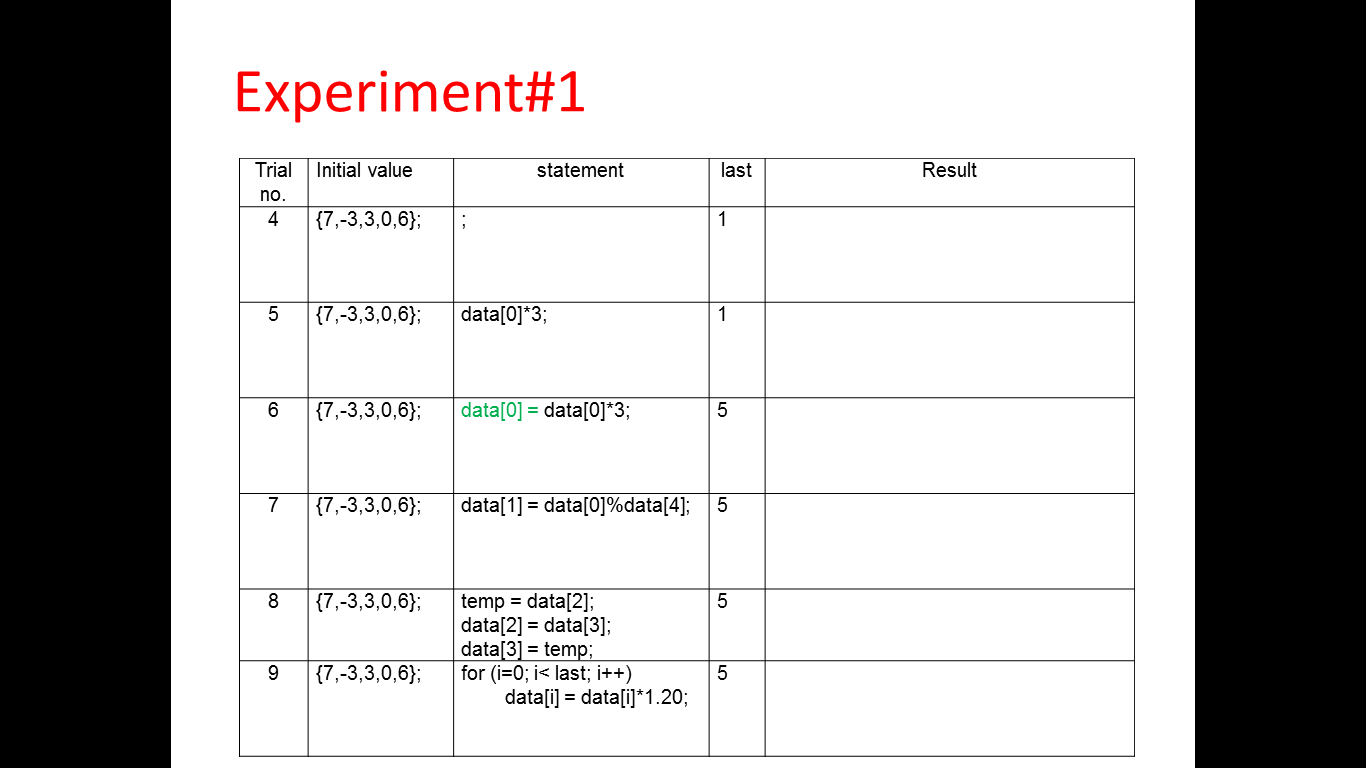 Experiment#1
Trial no. Initial value statement last Result
4 {7,-3,3,0,6}; ; 1
5 {7,-3,3,0,6}; data[0]*3; 1
6 {7,-3,3,0,6}; data[0] = data[0]*3; 5
7 {7,-3,3,0,6}; data[1] = data[0]%data[4]; 5
8 {7,-3,3,0,6}; temp = data[2]; 5
data[2] = data[3];
data[3] = temp;
9 {7,-3,3,0,6}; for (i=0; i< last; i++) 5
data[i] = data[i]*1.20;